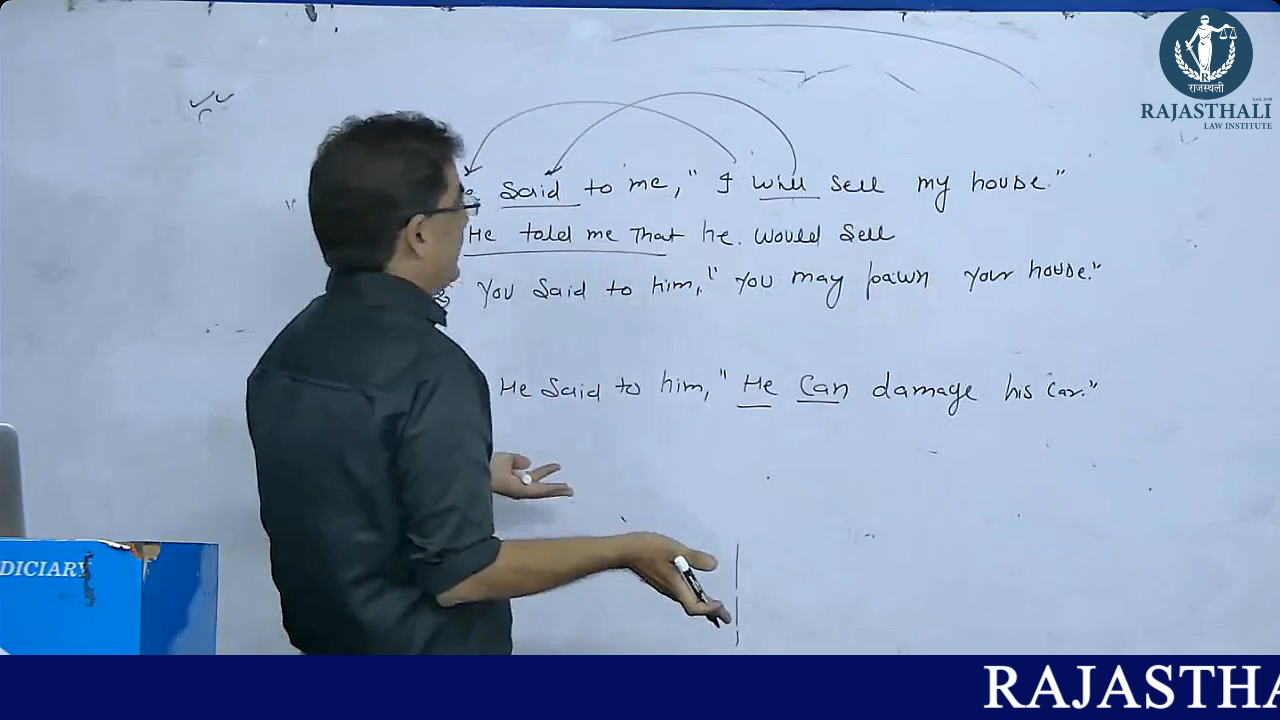 राजस्थली
RAJASTHALI
LAW INSTITUTE
Said to me, " I will sell my house."
He told me That he. would sell
You Said to him, " You may pawn your house."
He Said to him, " He Can damage his Car."
DICIARY
RAJASTHA